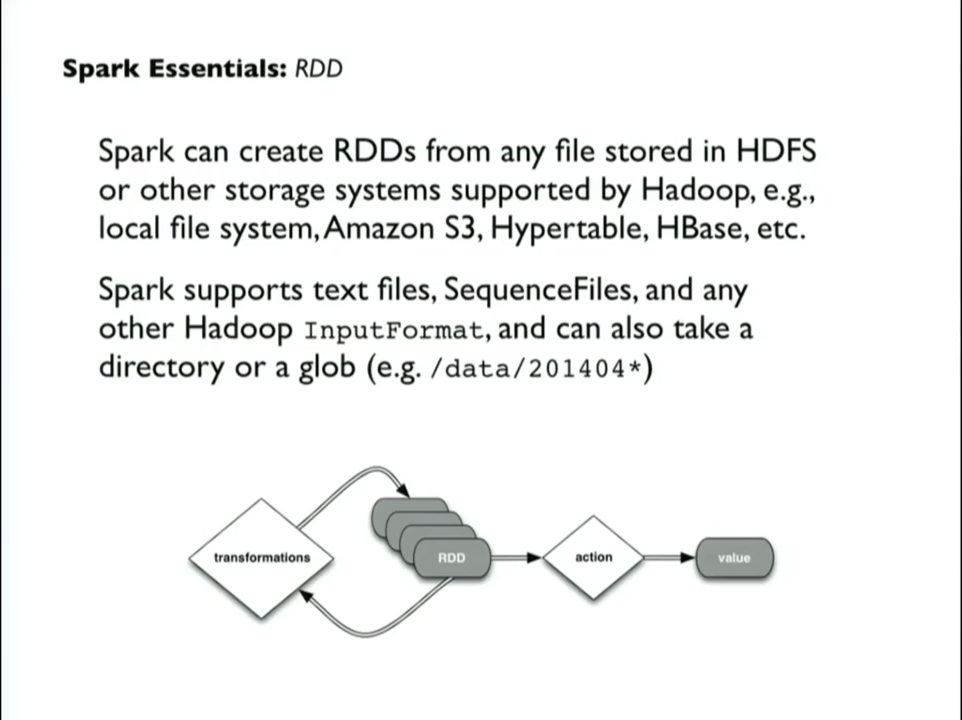 Spark Essentials: RDD
Spark can create RDDs from any file stored in HDFS
or other storage systems supported by Hadoop, e.g.,
local file system, Amazon S3, Hypertable, HBase, etc.
Spark supports text files, SequenceFiles, and any
other Hadoop InputFormat, and can also take a
directory or a glob (e.g. /data/201404*)
transformations
RDD
action
value